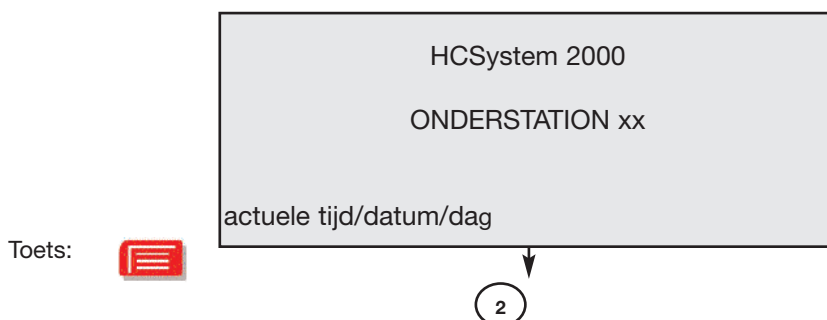 HCSystem 2000
ONDERSTATION xx
actuele tijd/datum/dag
Toets:
2